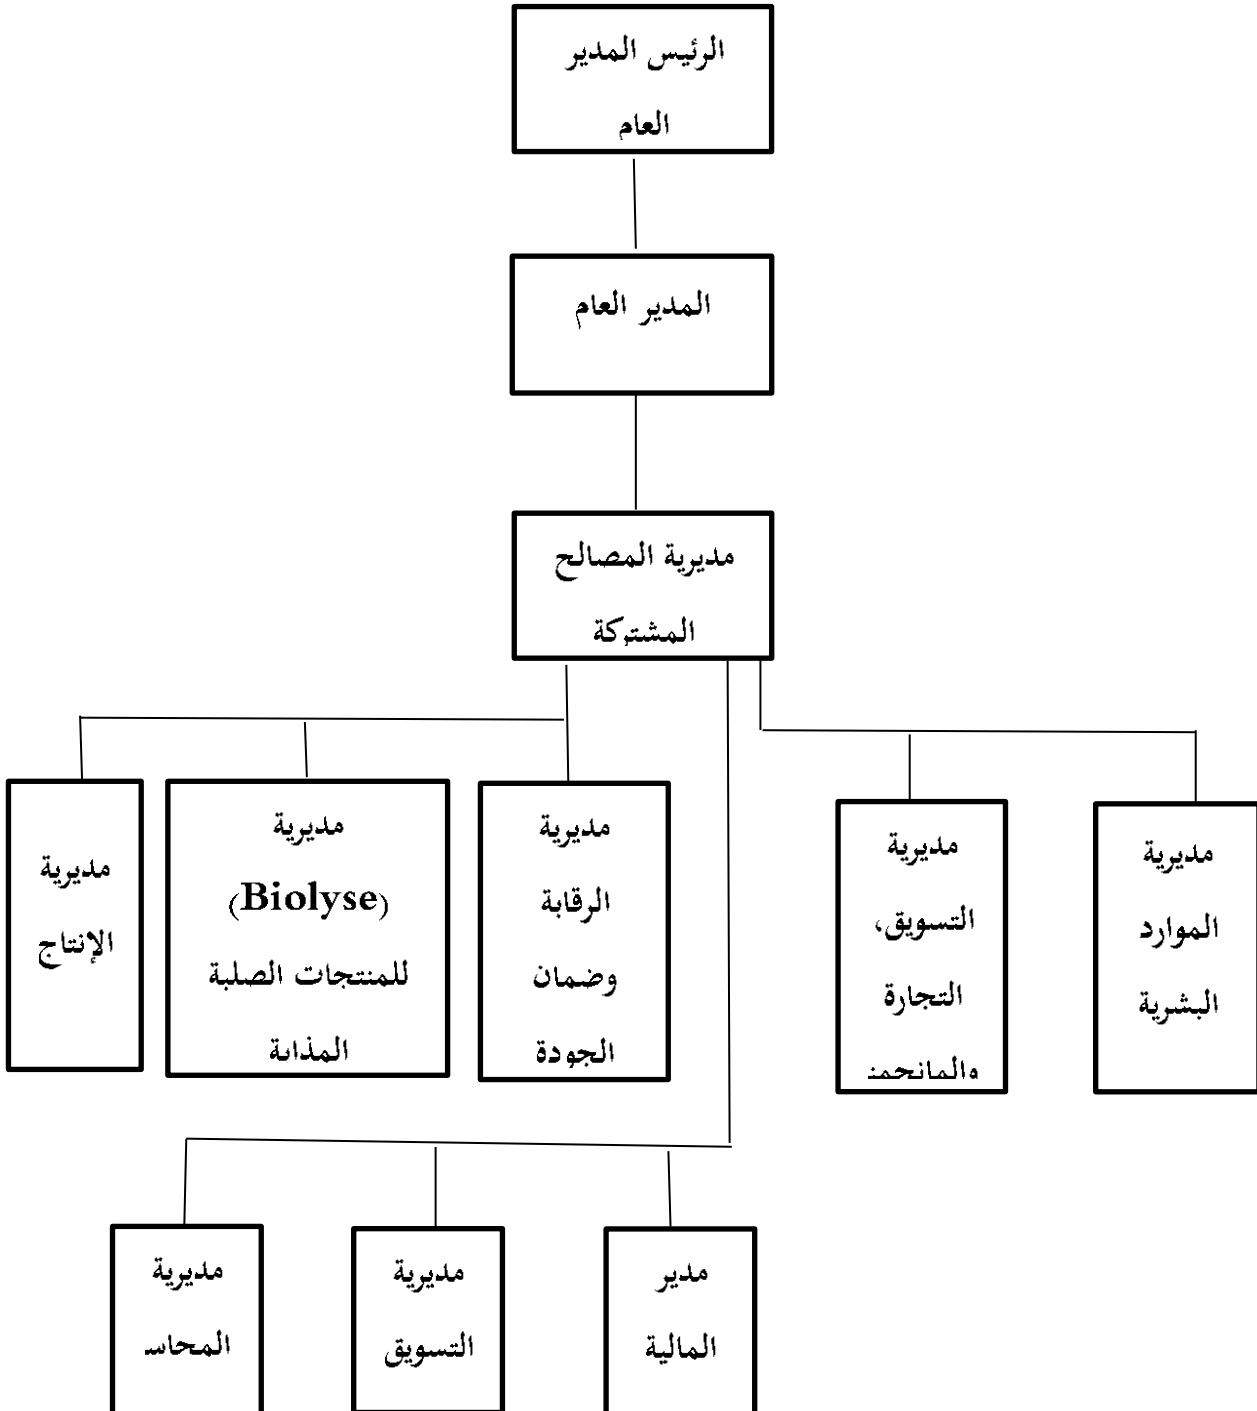 الرئيس المدير
العام
المدير العام
مديرية المصالح
المشتركة
مديرية
الموارد
البشرية
مديرية
التسويق،
التجارة
مديرية
الرقابة
وضمان
الجودة
مديرية
(Biolyse)
للمنتجات الصلبة
المذابة
مديرية
الإنتاج
مدير
المالية
مديرية
التسويق
مديرية